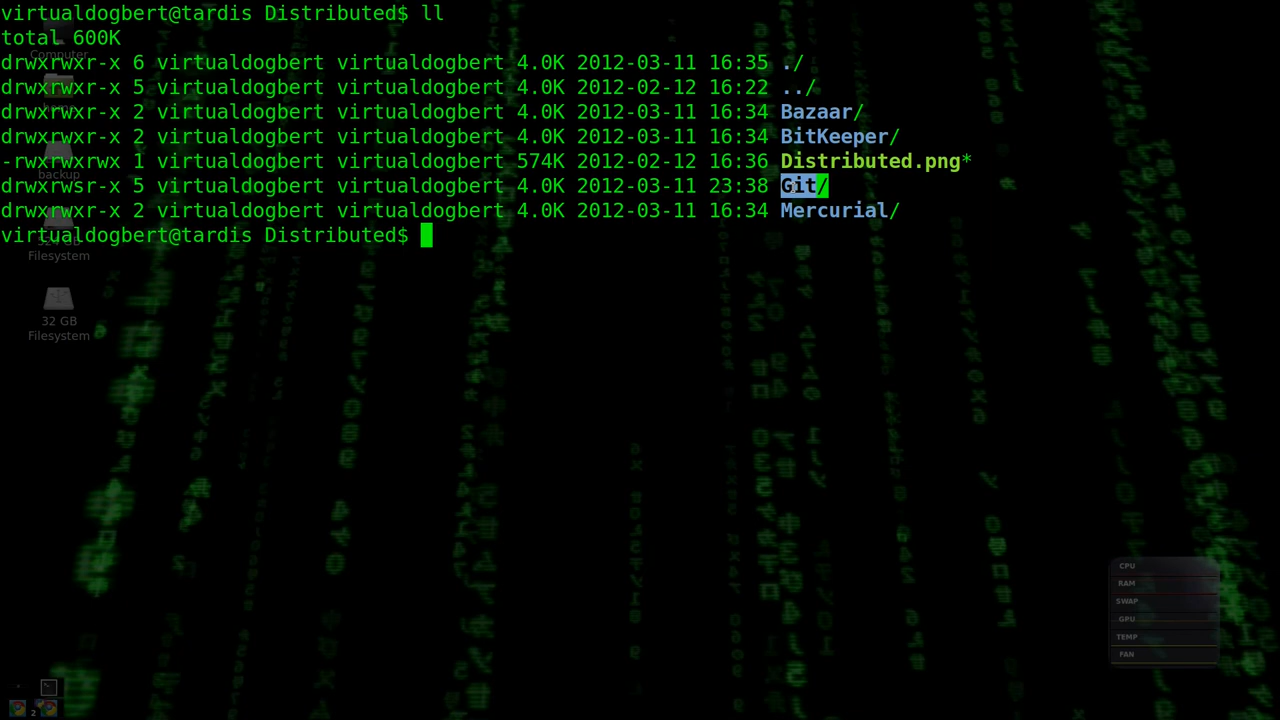 virtualdogbert@tardis Distributed$ ll
total 600K
drwxrwxr-x 6 virtualdogbert virtualdogbert 4.0K 2012-03-11 16:35 ./
drwxrwxr-x 5 virtualdogbert virtualdogbert 4.0K 2012-02-12 16:22 ../
drwxrwxr-x 2 virtualdogbert virtualdogbert 4.0K 2012-03-11 16:34 Bazaar/
drwxrwxr-x 2 virtualdogbert virtualdogbert 4.0K 2012-03-11 16:34 BitKeeper/
-rwxrwxrwx 1 virtualdogbert virtualdogbert 574K 2012-02-12 16:36 Distributed.png*
drwxrwsr-x 5 virtualdogbert virtualdogbert 4.0K 2012-03-11 23:38 Git/
drwxrwxr-x 2 virtualdogbert virtualdogbert 4.0K 2012-03-11 16:34 Mercurial/
virtualdogbert@tardis Distributed$
Computer
backup
Filesystem
32 GB
Filesystem
CPU
RAM
SWAP
GPU
TEMP
FAN
2